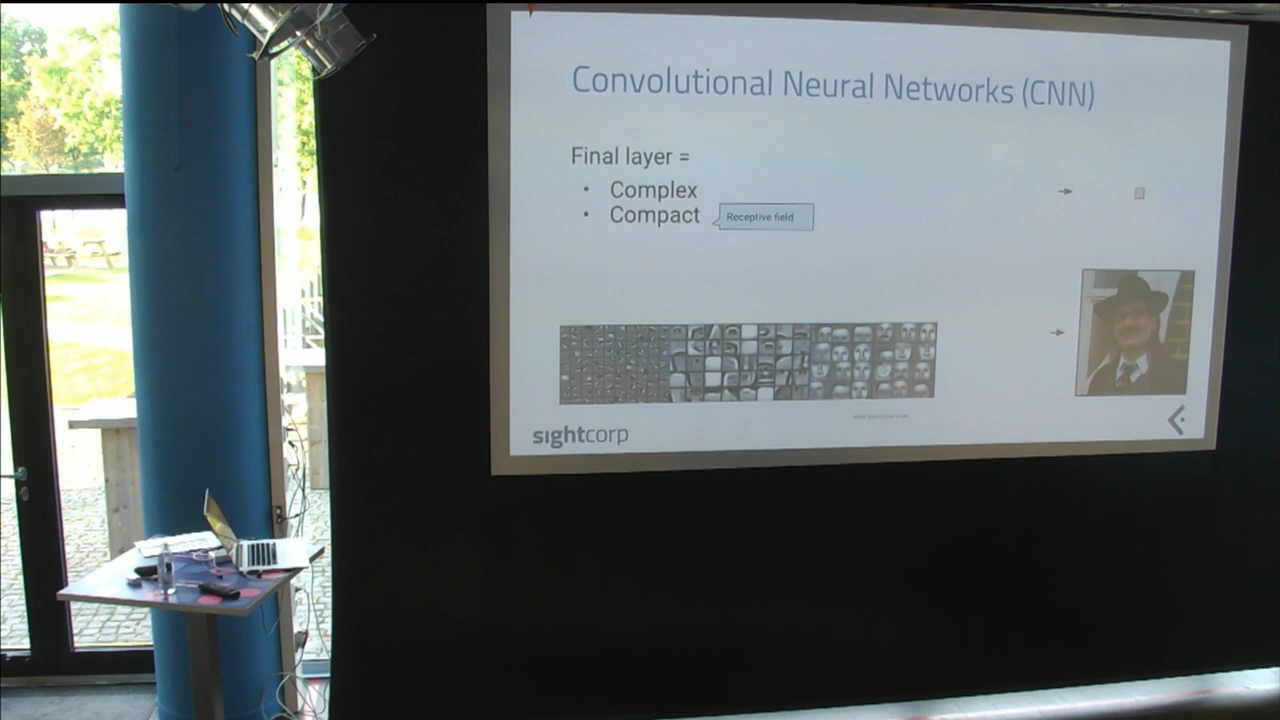 Convolutional Neural Networks (CNN)
Final layer =
• Complex
• Compact
Receptive field
sightcorp